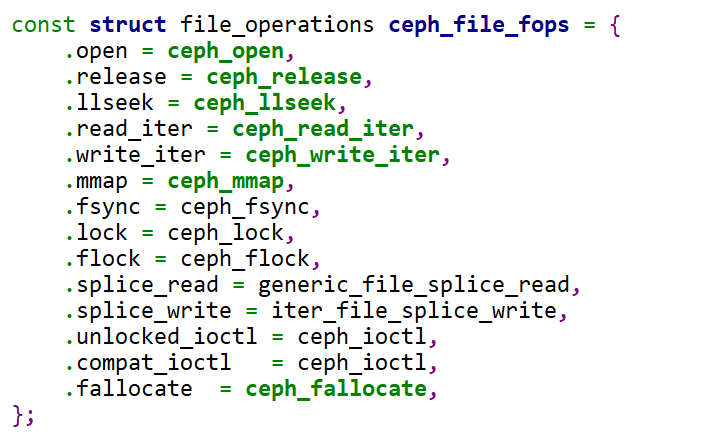 const struct file_operations ceph_file_fops = {
    .open = ceph_open,
    .release = ceph_release,
    .llseek = ceph_llseek,
    .read_iter = ceph_read_iter,
    .write_iter = ceph_write_iter,
    .mmap = ceph_mmap,
    .fsync = ceph_fsync,
    .lock = ceph_lock,
    .flock = ceph_flock,
    .splice_read = generic_file_splice_read,
    .splice_write = iter_file_splice_write,
    .unlocked_ioctl = ceph_ioctl,
    .compat_ioctl   = ceph_ioctl,
    .fallocate  = ceph_fallocate,
};